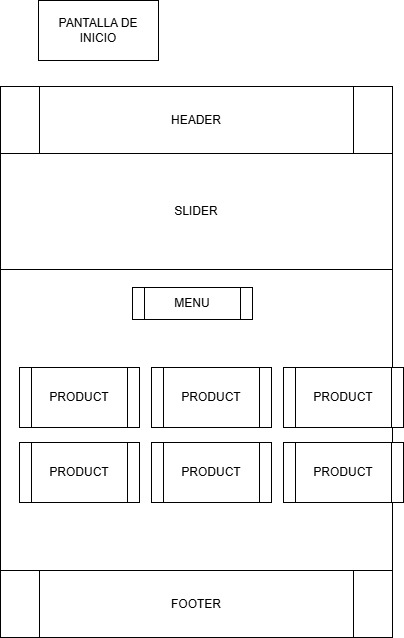 PANTALLA DE
INICIO
HEADER
SLIDER
MENU
PRODUCT PRODUCT PRODUCT
PRODUCT PRODUCT PRODUCT
FOOTER